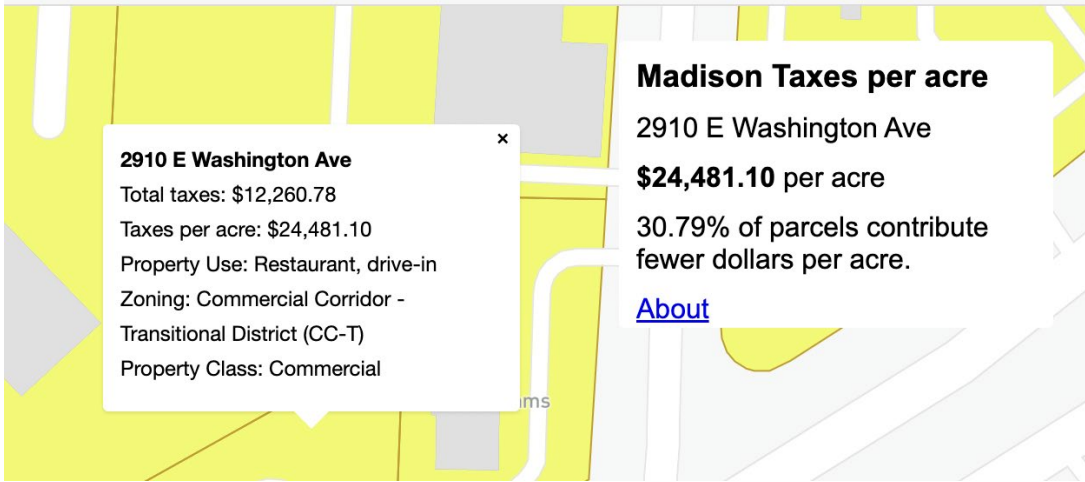 2910 E Washington Ave
Total taxes: $12,260.78
Taxes per acre: $24,481.10
Property Use: Restaurant, drive-in
Zoning: Commercial Corridor -
Transitional District (CC-T)
Property Class: Commercial
×
ms
Madison Taxes per acre
2910 E Washington Ave
$24,481.10 per acre
30.79% of parcels contribute
fewer dollars per acre.
About